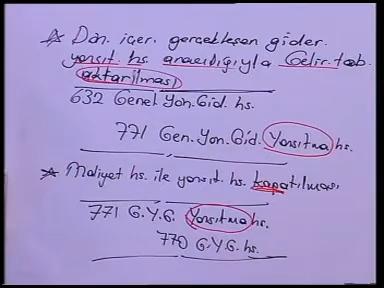 ☆ Dön. içer. gerçekleşen gider.
yansıt. hs. aracılığıyla Gelir. tab.
aktarılması
632 Genel. Yön. Gid. hs.
771 Gen. Yön. Gid. Yansıtma hs.
☆ Maliyet hs. ile yansıt. hs. kapatılması
771 G.Y.G. Yansıtma hs.
770 G.Y.G. hs.